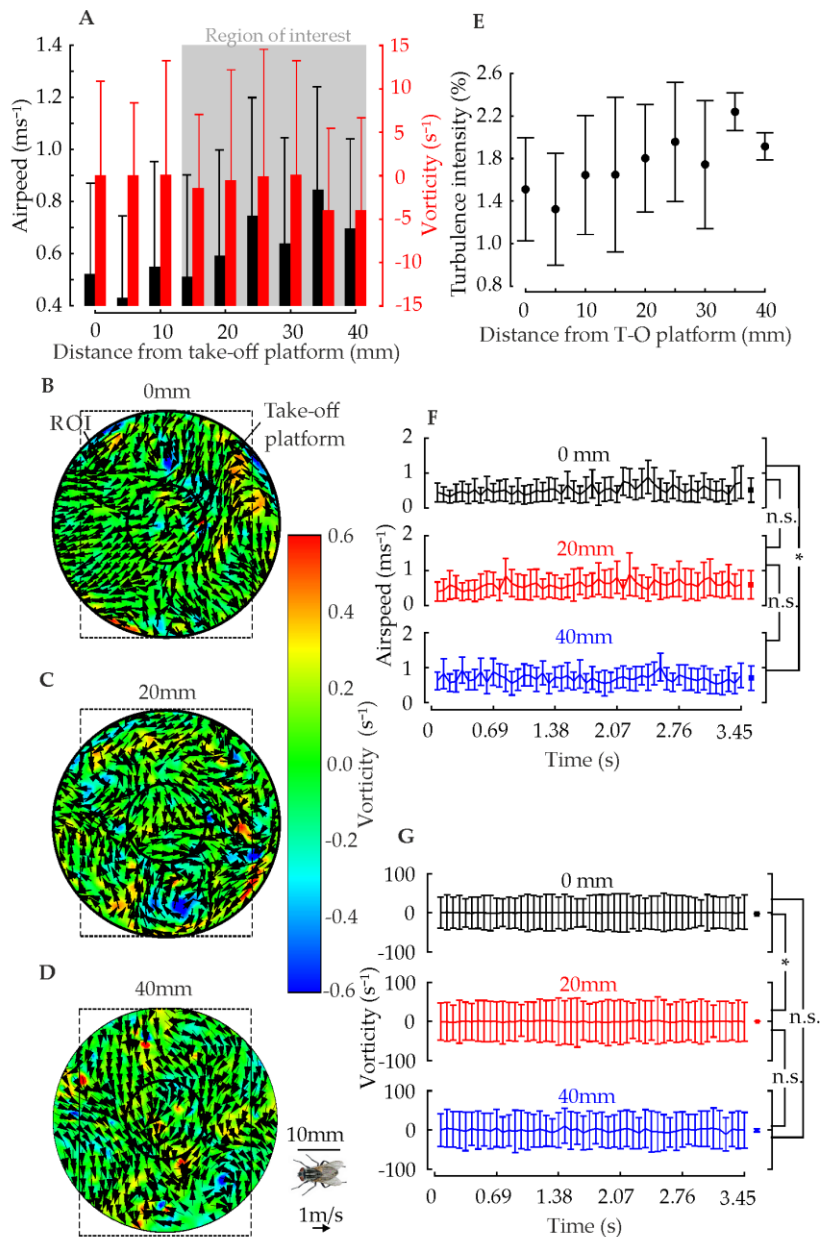 A
Region of interest
1.4
1.2
1.0
0.8
0.6
0.4
Airpeed (ms⁻¹)
15
10
5
0
-5
-10
-15
Vorticity (s⁻¹)
0 10 20 30 40
Distance from take-off platform (mm)
E
2.6
2.2
1.8
1.4
1.0
0.8
Turbulence intensity (%)
0 10 20 30 40
Distance from T-O platform (mm)
B
0mm
ROI
Take-off
platform
C
20mm
D
40mm
0.6
0.4
0.2
0.0
-0.2
-0.4
-0.6
Vorticity (s⁻¹)
10mm
1m/s
F
0 mm
2
1
0
20mm
2
1
0
40mm
2
1
0
Airspeed (ms⁻¹)
n.s.
*
n.s.
0 0.69 1.38 2.07 2.76 3.45
Time (s)
G
0 mm
100
0
-100
20mm
100
0
-100
40mm
100
0
-100
Vorticity (s⁻¹)
*
n.s.
n.s.
0 0.69 1.38 2.07 2.76 3.45
Time (s)